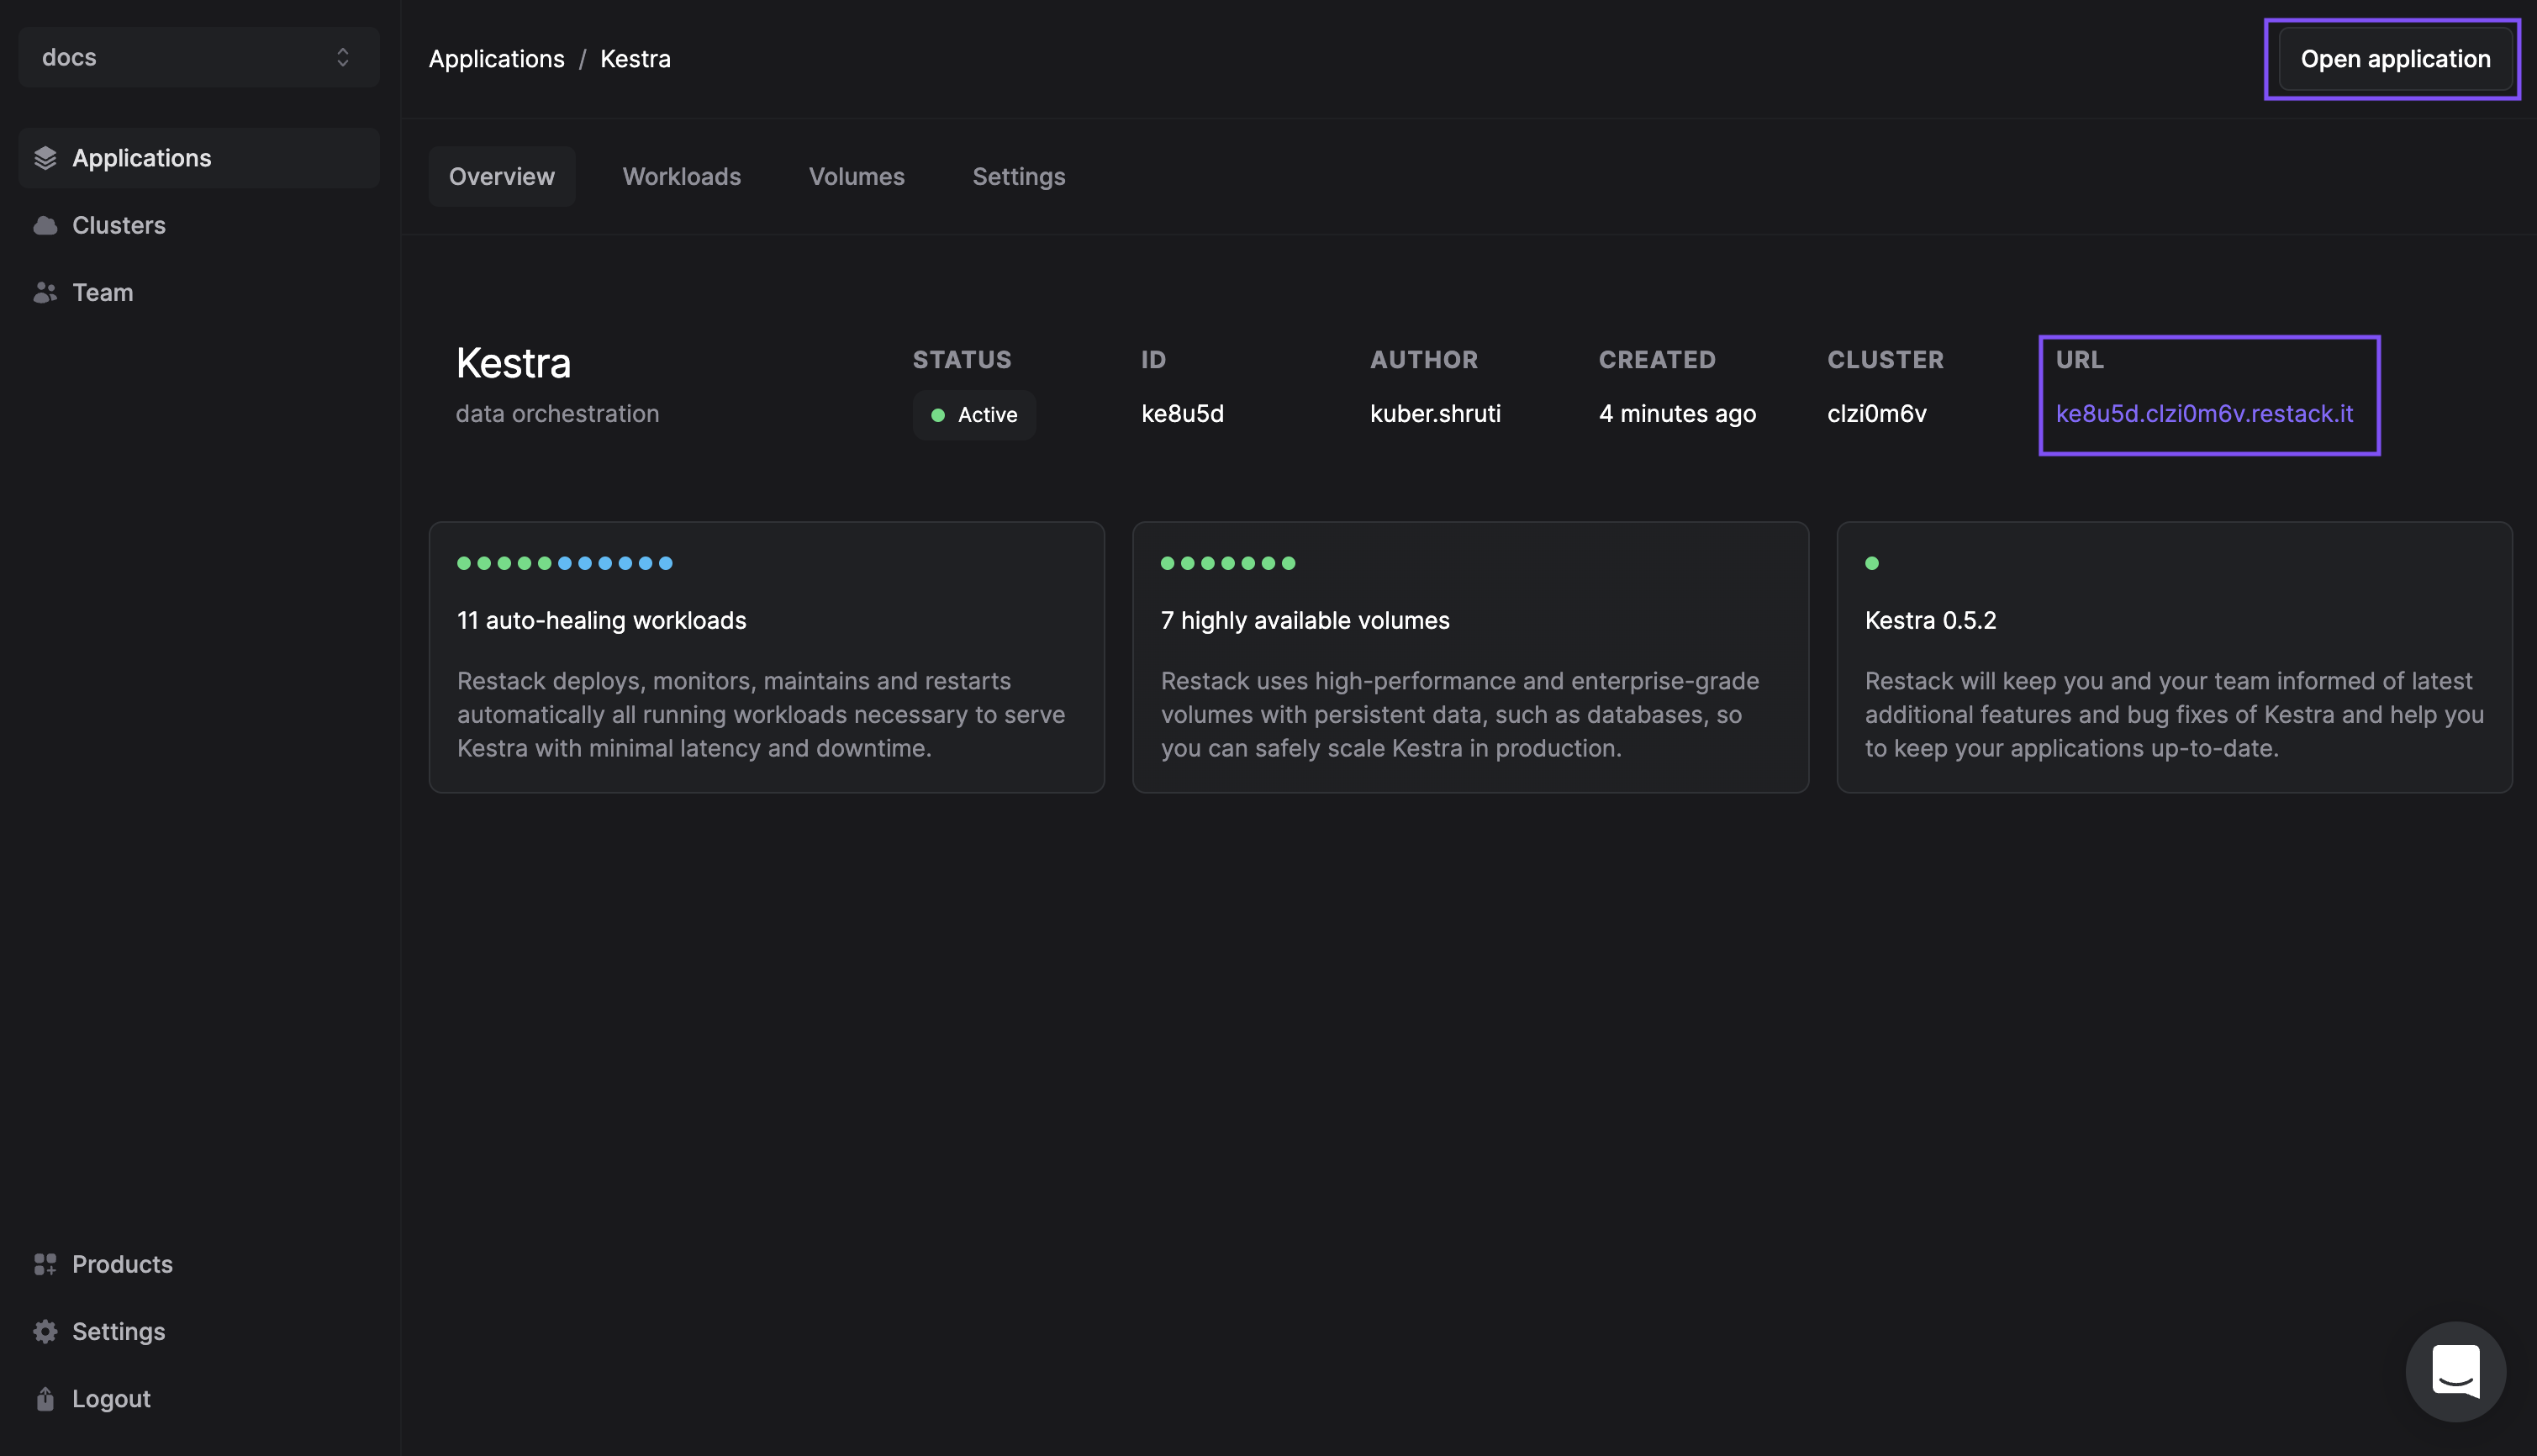 docs
Applications
Clusters
Team
Products
Settings
Logout
Applications / Kestra
Open application
Overview Workloads Volumes Settings
Kestra
data orchestration
STATUS
Active
ID
ke8u5d
AUTHOR
kuber.shruti
CREATED
4 minutes ago
CLUSTER
clzi0m6v
URL
ke8u5d.clzi0m6v.restack.it
11 auto-healing workloads
Restack deploys, monitors, maintains and restarts
automatically all running workloads necessary to serve
Kestra with minimal latency and downtime.
7 highly available volumes
Restack uses high-performance and enterprise-grade
volumes with persistent data, such as databases, so
you can safely scale Kestra in production.
Kestra 0.5.2
Restack will keep you and your team informed of latest
additional features and bug fixes of Kestra and help you
to keep your applications up-to-date.